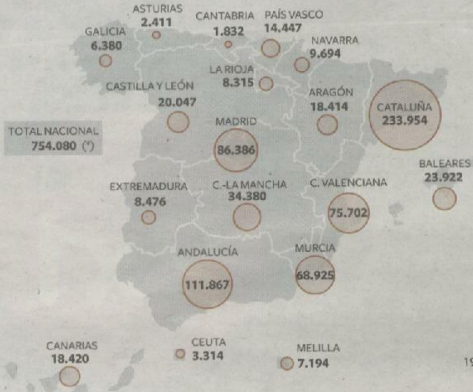 ASTURIAS
2.411
CANTABRIA
1.832
PAÍS VASCO
14.447
GALICIA
6.380
NAVARRA
9.694
LA RIOJA
8.315
CASTILLA Y LEÓN
20.047
ARAGÓN
18.414
CATALUÑA
233.954
TOTAL NACIONAL
754.080 (*)
MADRID
86.386
BALEARES
23.922
EXTREMADURA
8.476
C.-LA MANCHA
34.380
C. VALENCIANA
75.702
ANDALUCÍA
111.867
MURCIA
68.925
CANARIAS
18.420
CEUTA
3.314
MELILLA
7.194
19